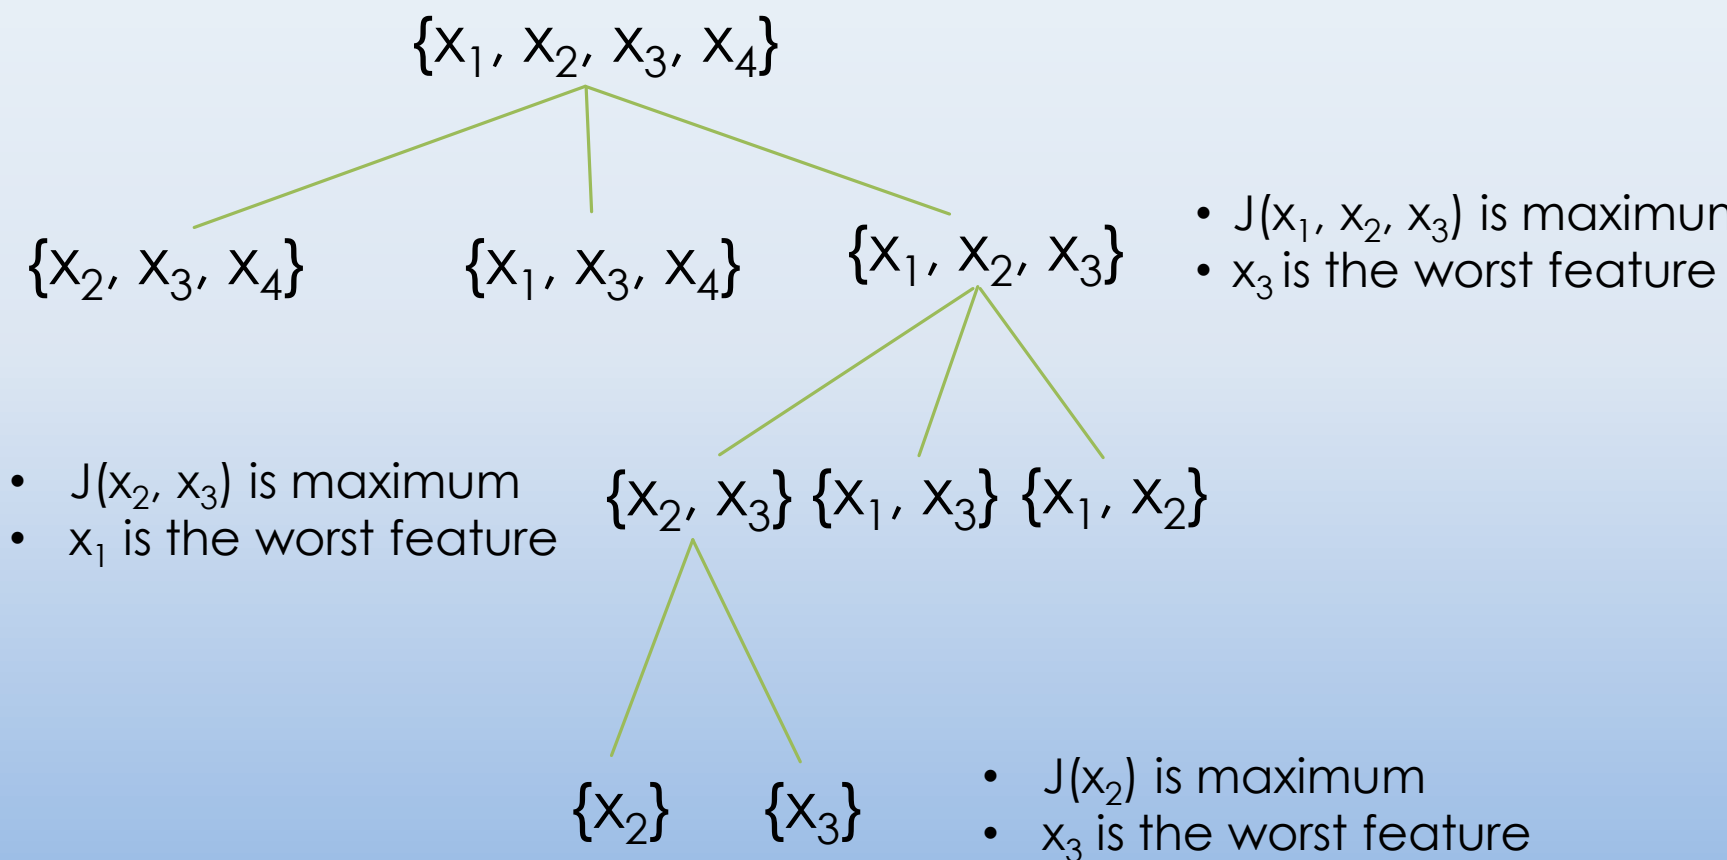 {x₁, x₂, x₃, x₄}
{x₂, x₃, x₄} {x₁, x₃, x₄} {x₁, x₂, x₃}
• J(x₁, x₂, x₃) is maximum
• x₃ is the worst feature
• J(x₂, x₃) is maximum
• x₁ is the worst feature
{x₂, x₃} {x₁, x₃} {x₁, x₂}
{x₂} {x₃}
• J(x₂) is maximum
• x₃ is the worst feature